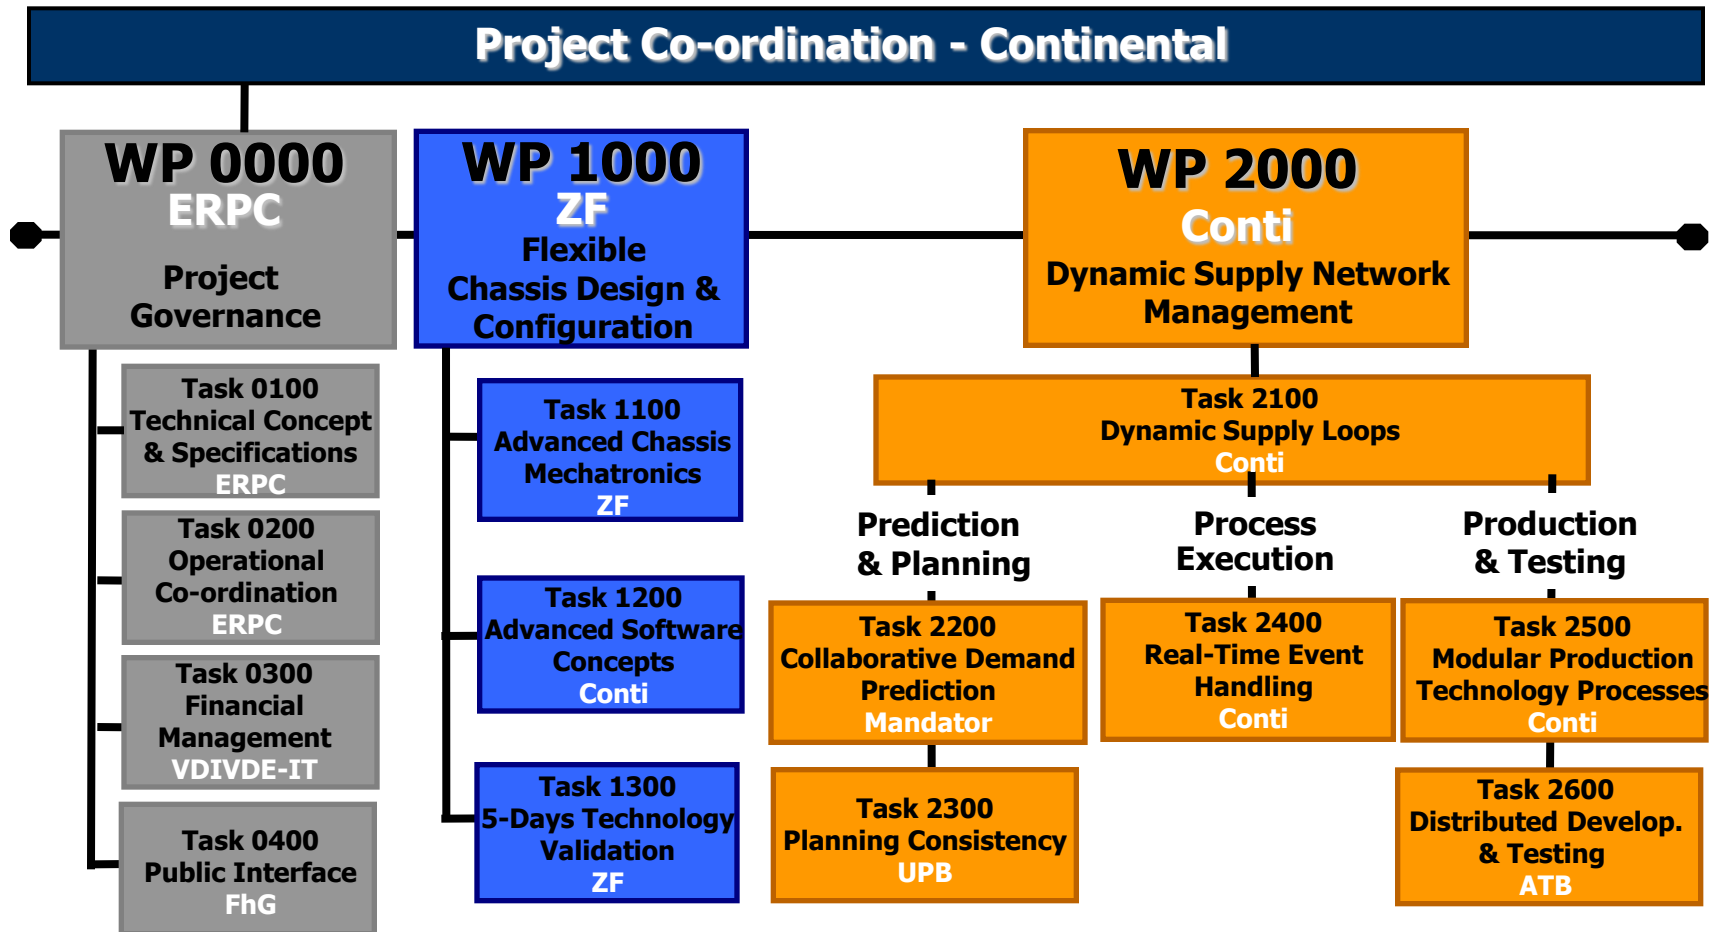 Project Co-ordination - Continental
WP 0000
ERPC
Project
Governance
Task 0100
Technical Concept
& Specifications
ERPC
Task 0200
Operational
Co-ordination
ERPC
Task 0300
Financial
Management
VDIVDE-IT
Task 0400
Public Interface
FhG
WP 1000
ZF
Flexible
Chassis Design &
Configuration
Task 1100
Advanced Chassis
Mechatronics
ZF
Task 1200
Advanced Software
Concepts
Conti
Task 1300
5-Days Technology
Validation
ZF
WP 2000
Conti
Dynamic Supply Network
Management
Task 2100
Dynamic Supply Loops
Conti
Prediction
& Planning
Task 2200
Collaborative Demand
Prediction
Mandator
Task 2300
Planning Consistency
UPB
Process
Execution
Task 2400
Real-Time Event
Handling
Conti
Production
& Testing
Task 2500
Modular Production
Technology Processes
Conti
Task 2600
Distributed Develop.
& Testing
ATB